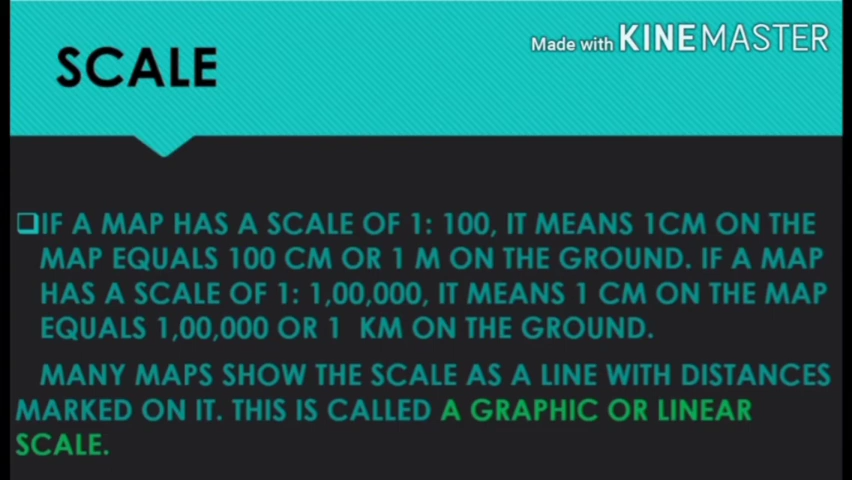 SCALE
Made with KINEMASTER
❑IF A MAP HAS A SCALE OF 1: 100, IT MEANS 1CM ON THE
MAP EQUALS 100 CM OR 1 M ON THE GROUND. IF A MAP
HAS A SCALE OF 1: 1,00,000, IT MEANS 1 CM ON THE MAP
EQUALS 1,00,000 OR 1 KM ON THE GROUND.
MANY MAPS SHOW THE SCALE AS A LINE WITH DISTANCES
MARKED ON IT. THIS IS CALLED A GRAPHIC OR LINEAR
SCALE.